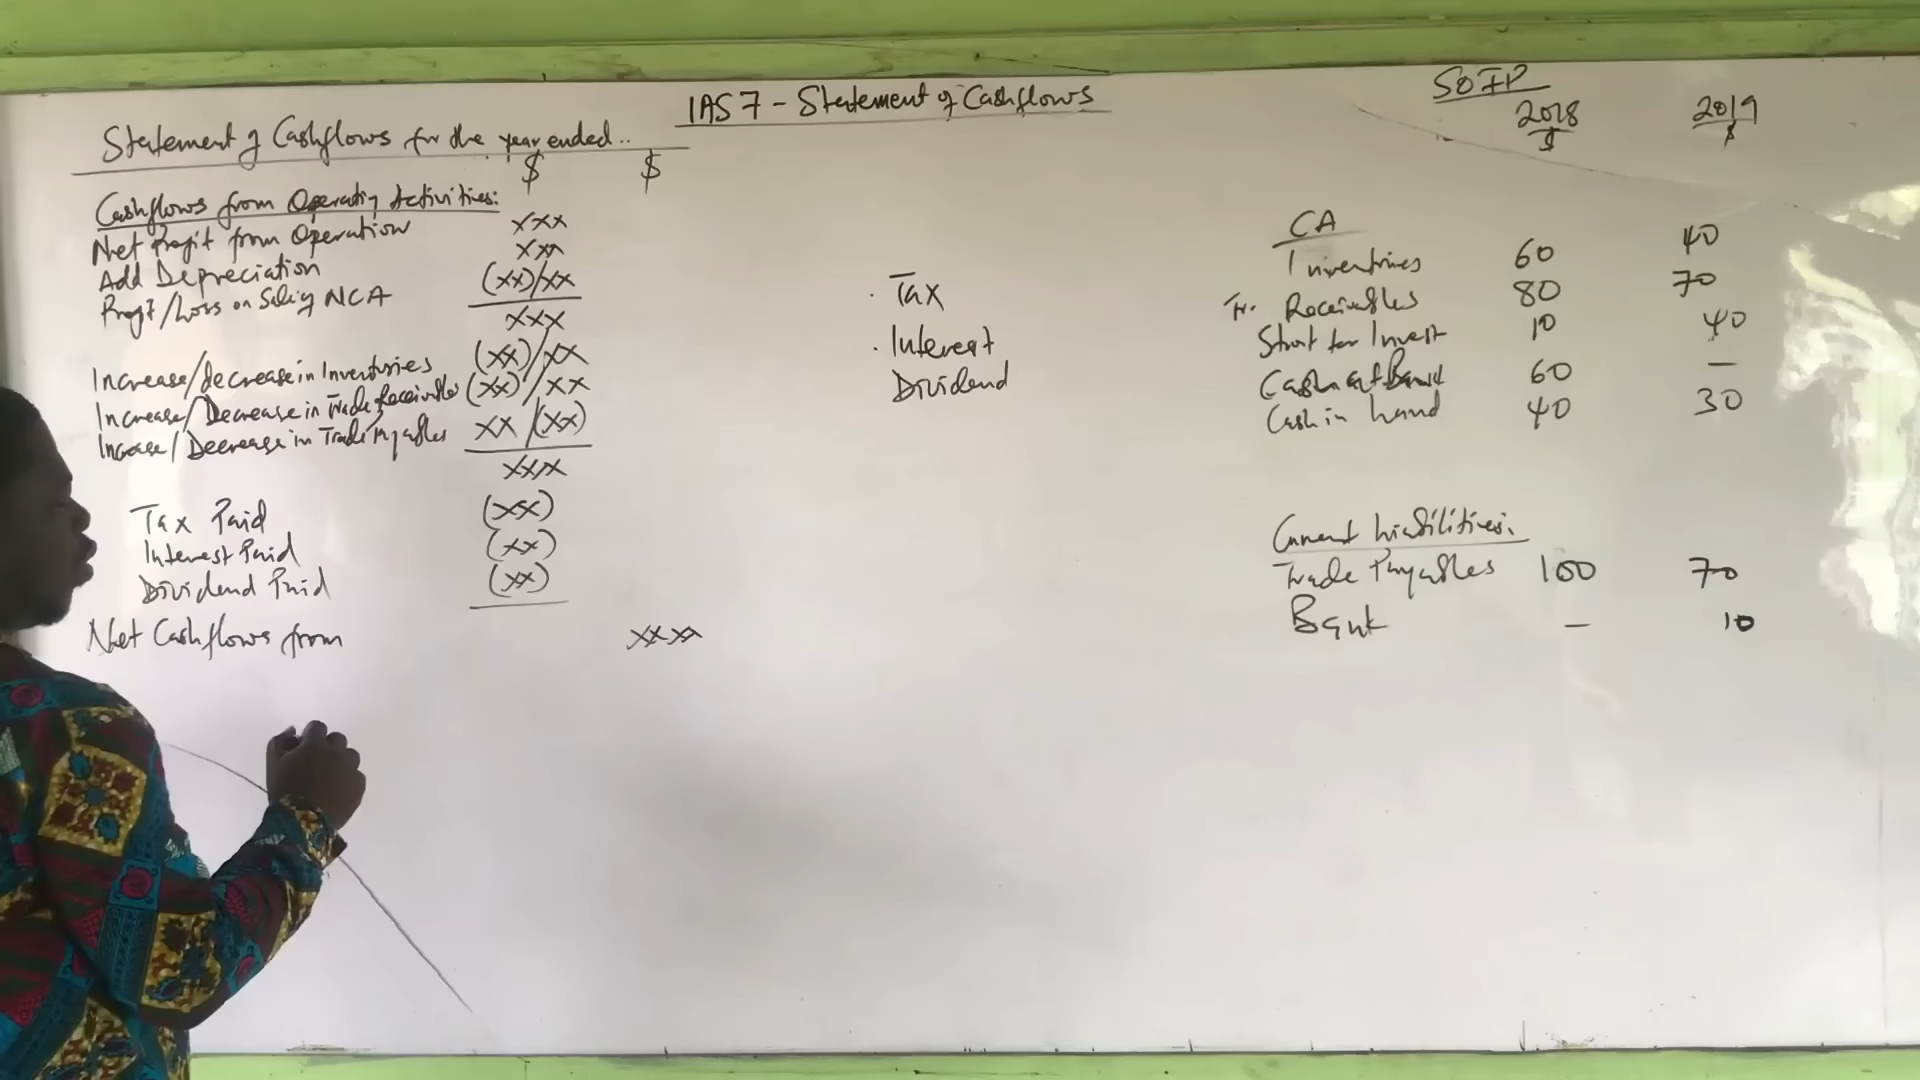 IAS 7 - Statement of Cashflows
Statement of Cashflows for the year ended..
$ $
Cashflows from Operating Activities:
Net Profit from Operation xxx
Add Depreciation xxx
Profit/Loss on Sale of NCA (xx)/xx
xxx
Increase/decrease in Inventories (xx)/xx
Increase/Decrease in Trade Receivables (xx)/xx
Increase/Decrease in Trade Payables xx/(xx)
xxx
Tax Paid (xx)
Interest Paid (xx)
Dividend Paid (xx)
Net Cashflows from xxxx
. Tax
. Interest
Dividend
SOFP
2018 2019
$ $
CA
Inventories 60 40
Tr. Receivables 80 70
Short ter Invest 10 40
Cash at Bank 60 –
Cash in hand 40 30
Current Liabilities:
Trade Payables 100 70
Bank – 10